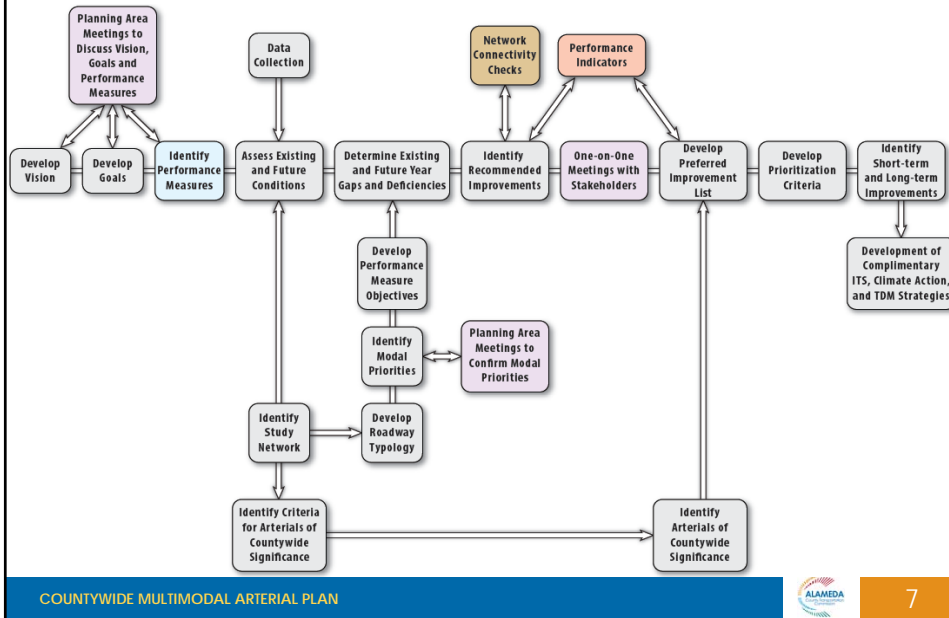 Planning Area
Meetings to
Discuss Vision,
Goals and
Performance
Measures
Data
Collection
Network
Connectivity
Checks
Performance
Indicators
Develop
Vision
Develop
Goals
Identify
Performance
Measures
Assess Existing
and Future
Conditions
Determine Existing
and Future Year
Gaps and Deficiencies
Identify
Recommended
Improvements
One-on-One
Meetings with
Stakeholders
Develop
Preferred
Improvement
List
Develop
Prioritization
Criteria
Identify
Short-term
and Long-term
Improvements
Development of
Complimentary
ITS, Climate Action,
and TDM Strategies
Develop
Performance
Measure
Objectives
Identify
Modal
Priorities
Planning Area
Meetings to
Confirm Modal
Priorities
Identify
Study
Network
Develop
Roadway
Typology
Identify Criteria
for Arterials of
Countywide
Significance
Identify
Arterials of
Countywide
Significance
COUNTYWIDE MULTIMODAL ARTERIAL PLAN
ALAMEDA
County Transportation
Commission
7